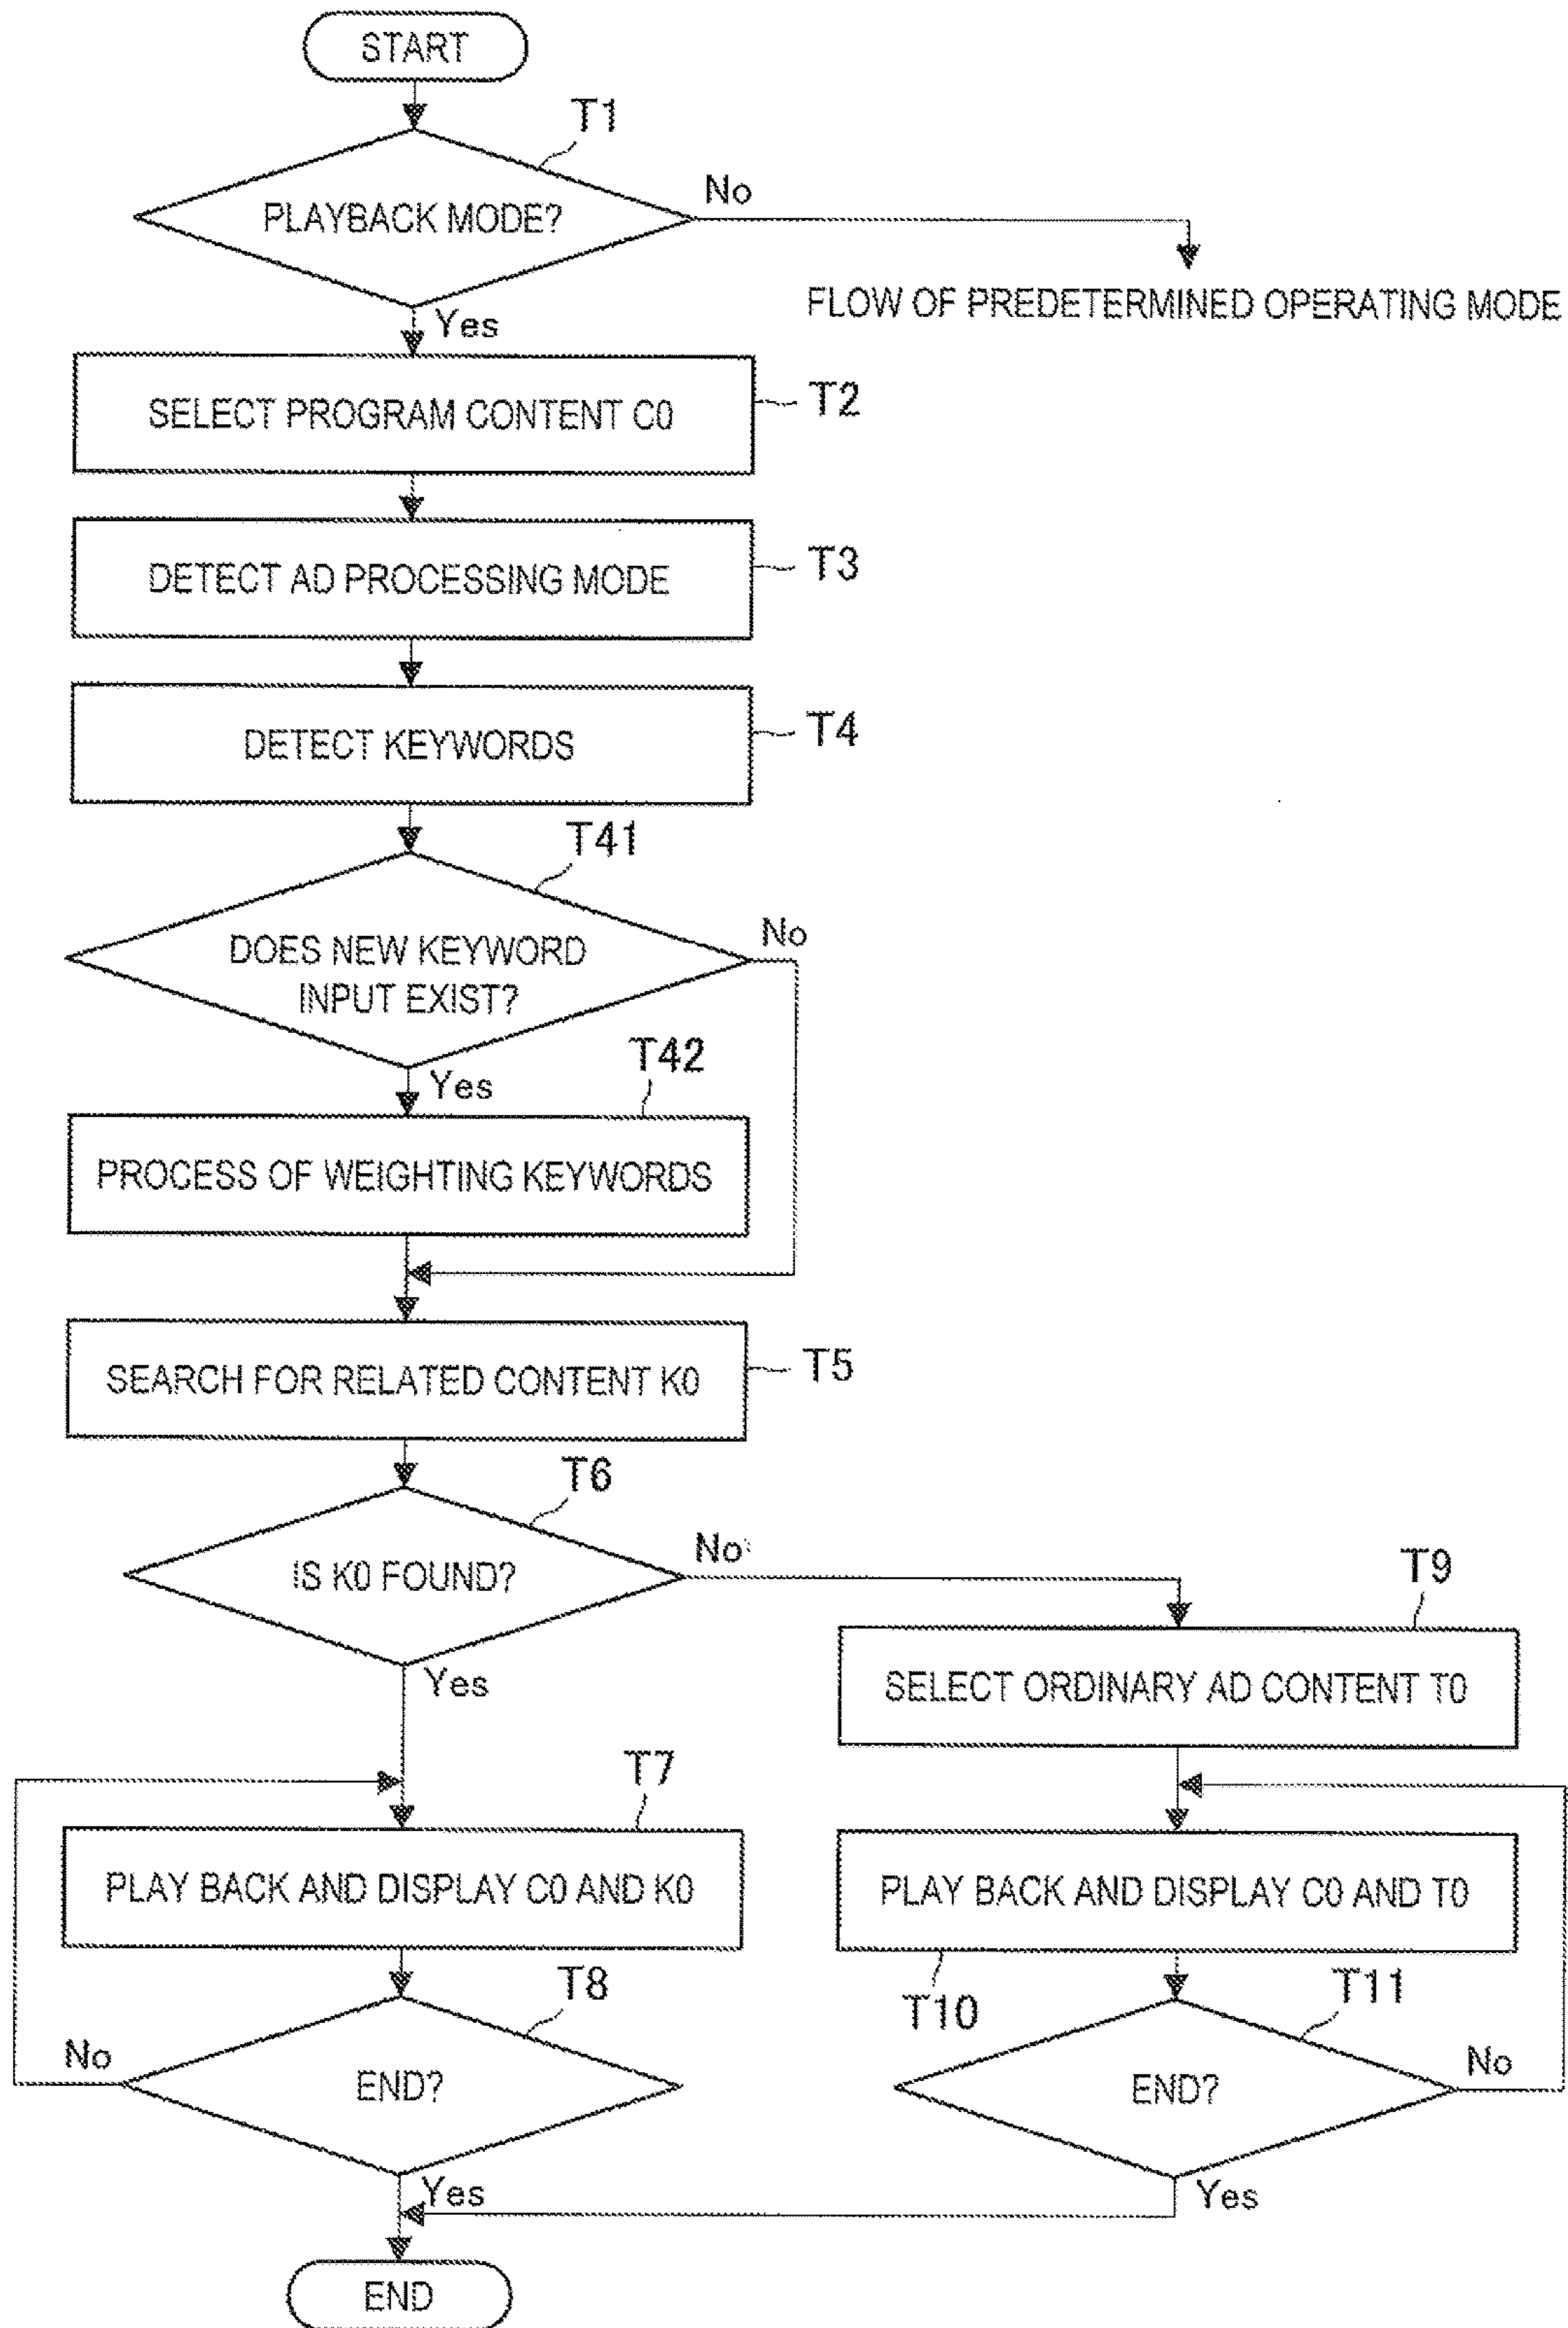 START
T1
PLAYBACK MODE?
No
FLOW OF PREDETERMINED OPERATING MODE
Yes
SELECT PROGRAM CONTENT C0
T2
DETECT AD PROCESSING MODE
T3
DETECT KEYWORDS
T4
T41
DOES NEW KEYWORD
INPUT EXIST?
No
Yes
T42
PROCESS OF WEIGHTING KEYWORDS
SEARCH FOR RELATED CONTENT K0
T5
T6
IS K0 FOUND?
No
Yes
T9
SELECT ORDINARY AD CONTENT T0
T7
PLAY BACK AND DISPLAY C0 AND K0
PLAY BACK AND DISPLAY C0 AND T0
T10
T8
END?
No
Yes
T11
END?
No
Yes
END